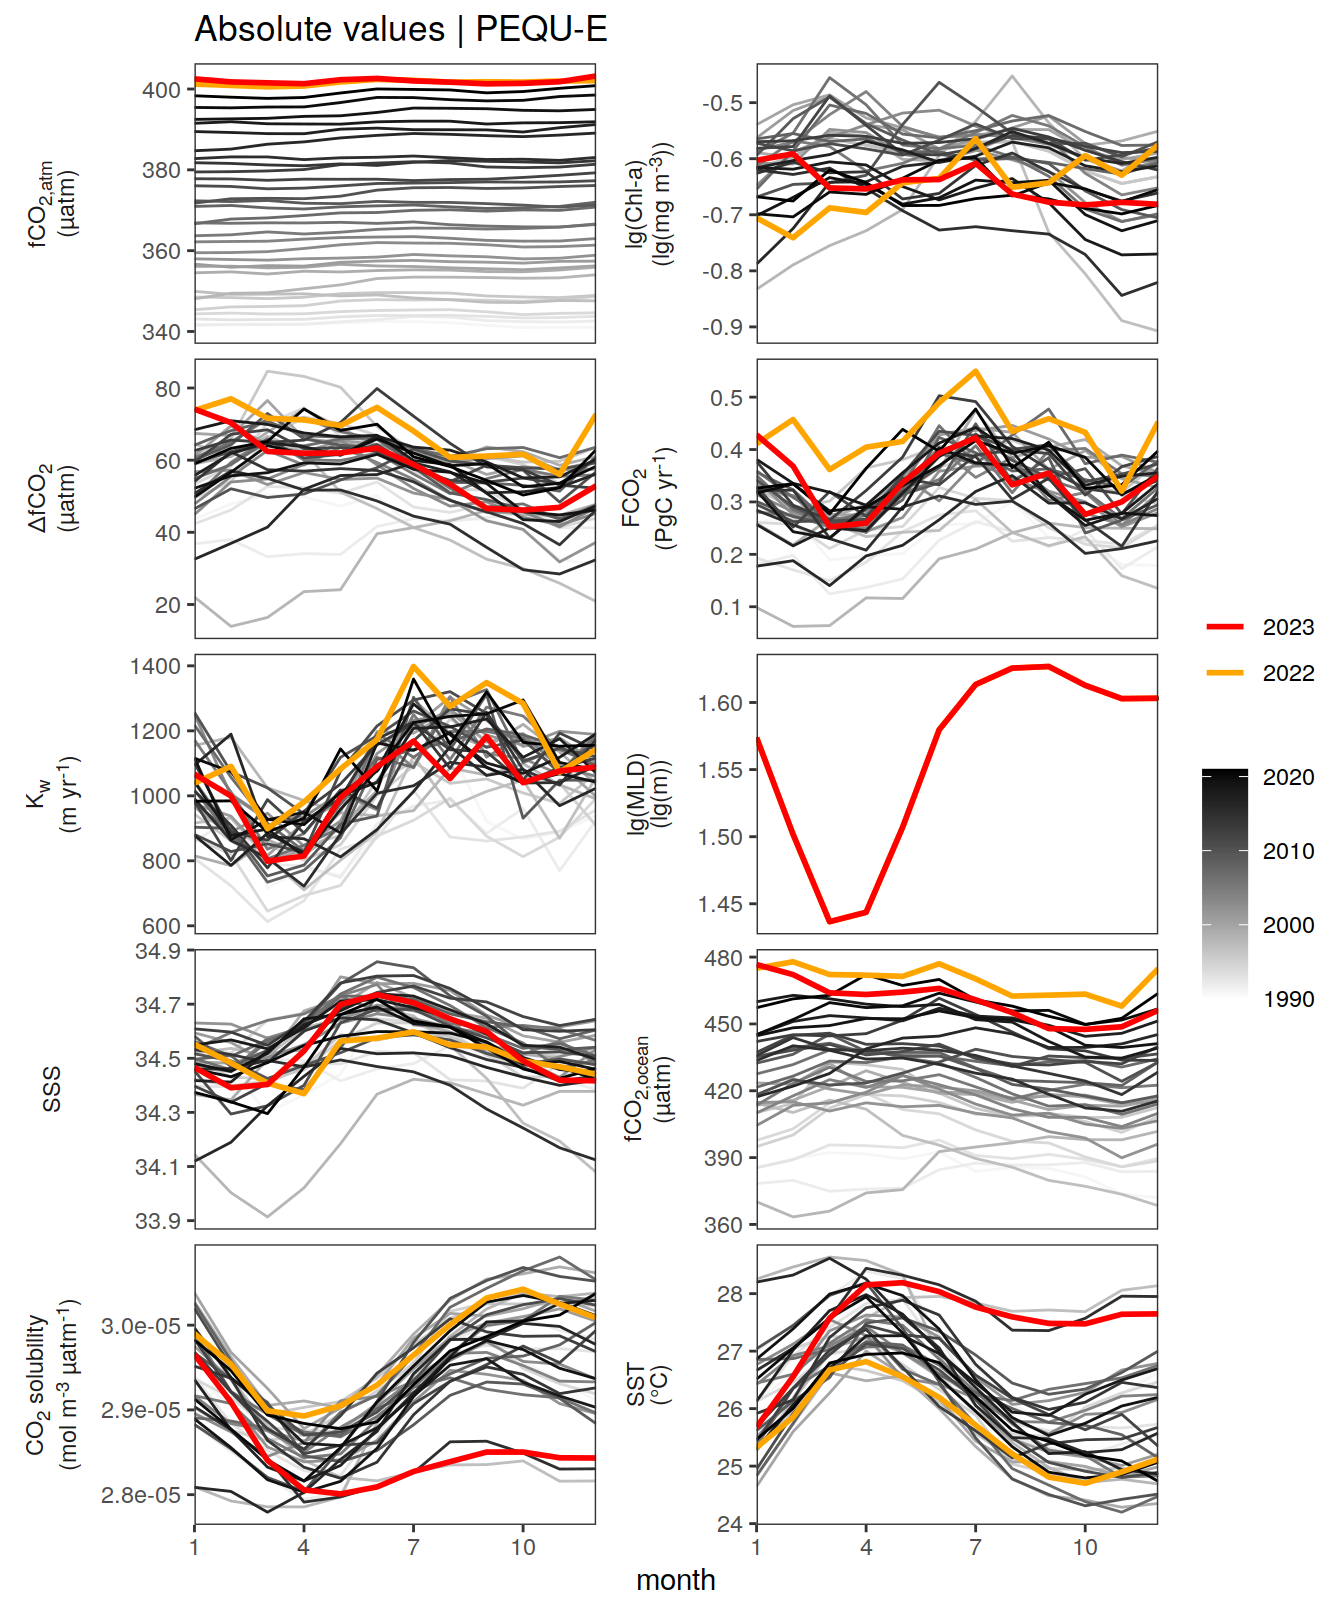 Absolute values | PEQU-E
fCO2,atm
(µatm)
400
380
360
340
lg(Chl-a)
(lg(mg m-3))
-0.5
-0.6
-0.7
-0.8
-0.9
ΔfCO2
(µatm)
80
60
40
20
FCO2
(PgC yr-1)
0.5
0.4
0.3
0.2
0.1
Kw
(m yr-1)
1400
1200
1000
800
600
lg(MLD)
(lg(m))
1.60
1.55
1.50
1.45
SSS
34.9
34.7
34.5
34.3
34.1
33.9
fCO2,ocean
(µatm)
480
450
420
390
360
CO2 solubility
(mol m-3 µatm-1)
3.0e-05
2.9e-05
2.8e-05
1 4 7 10
SST
(°C)
28
27
26
25
24
1 4 7 10
month
2023
2022
2020
2010
2000
1990